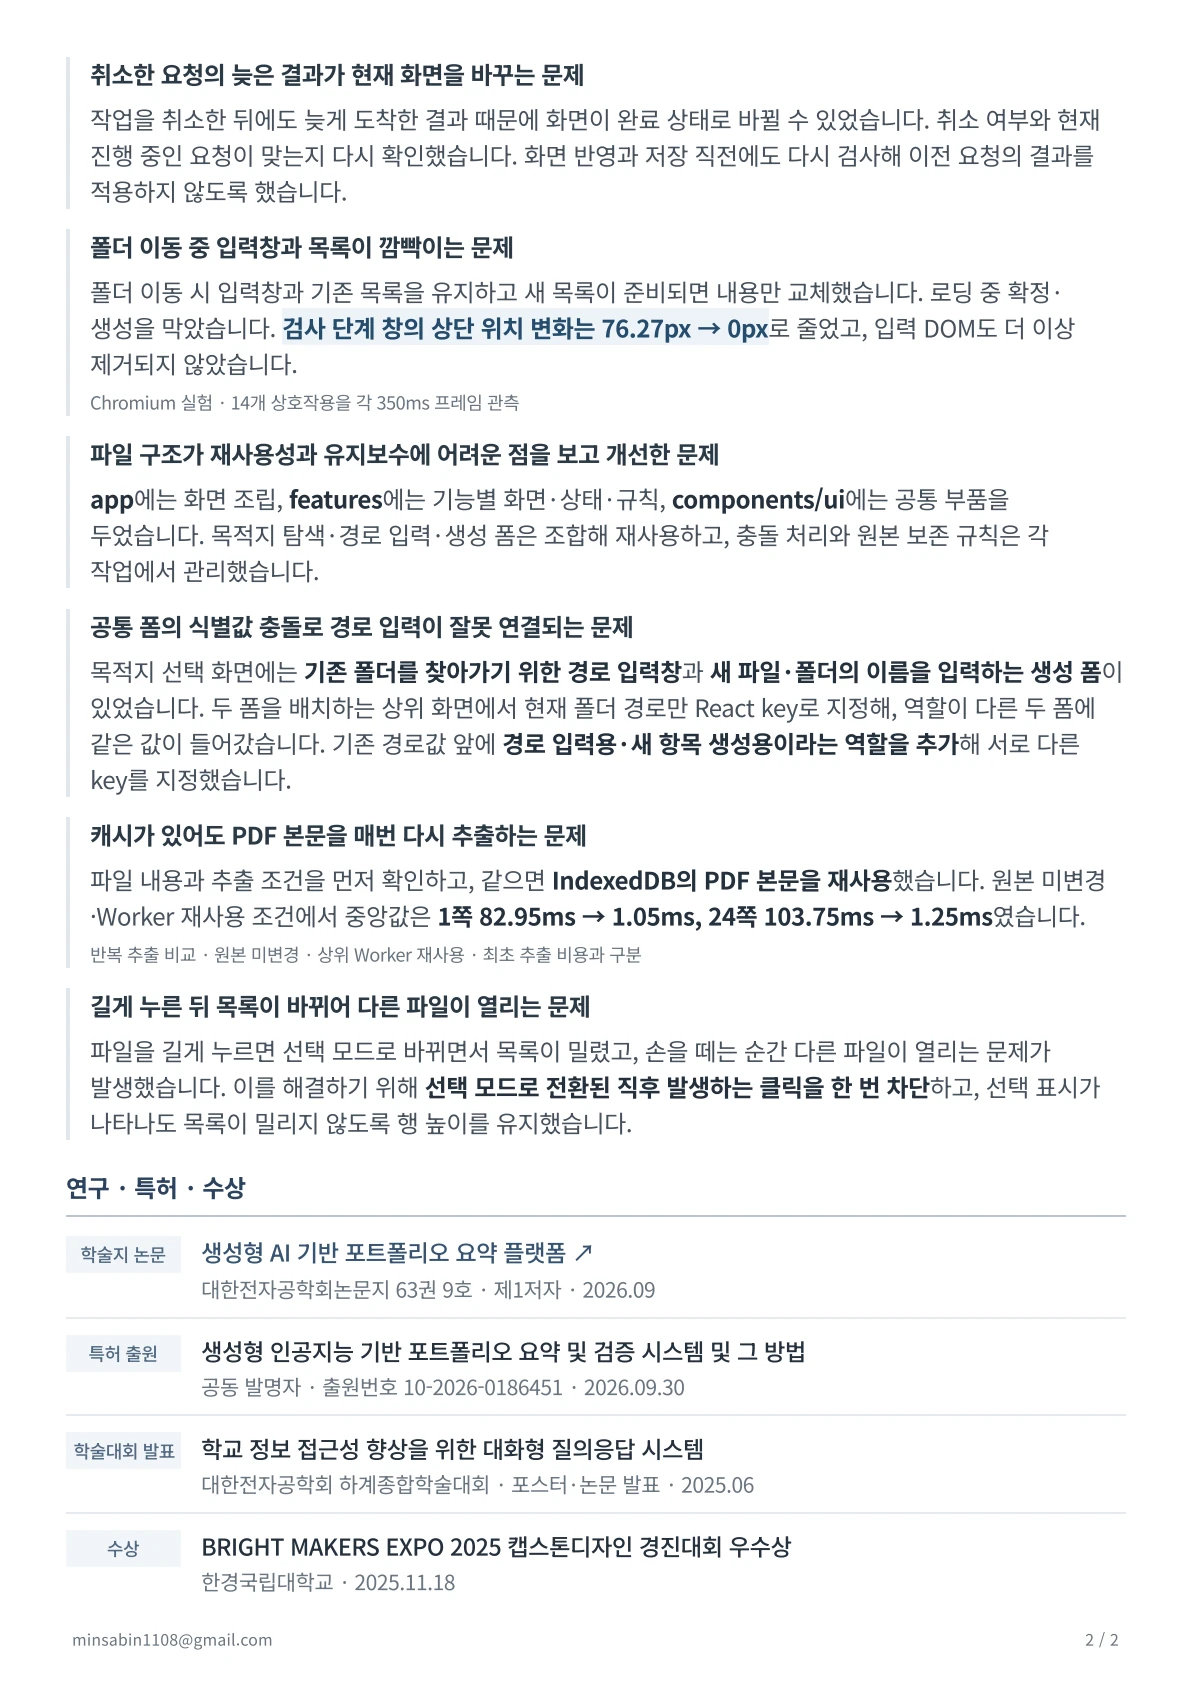 취소한 요청의 늦은 결과가 현재 화면을 바꾸는 문제
작업을 취소한 뒤에도 늦게 도착한 결과 때문에 화면이 완료 상태로 바뀔 수 있었습니다. 취소 여부와 현재
진행 중인 요청이 맞는지 다시 확인했습니다. 화면 반영과 저장 직전에도 다시 검사해 이전 요청의 결과를
적용하지 않도록 했습니다.
폴더 이동 중 입력창과 목록이 깜빡이는 문제
폴더 이동 시 입력창과 기존 목록을 유지하고 새 목록이 준비되면 내용만 교체했습니다. 로딩 중 확정·
생성을 막았습니다. 검사 단계 창의 상단 위치 변화는 76.27px → 0px로 줄었고, 입력 DOM도 더 이상
제거되지 않았습니다.
Chromium 실험 · 14개 상호작용을 각 350ms 프레임 관측
파일 구조가 재사용성과 유지보수에 어려운 점을 보고 개선한 문제
app에는 화면 조립, features에는 기능별 화면·상태·규칙, components/ui에는 공통 부품을
두었습니다. 목적지 탐색·경로 입력·생성 폼은 조합해 재사용하고, 충돌 처리와 원본 보존 규칙은 각
작업에서 관리했습니다.
공통 폼의 식별값 충돌로 경로 입력이 잘못 연결되는 문제
목적지 선택 화면에는 기존 폴더를 찾아가기 위한 경로 입력창과 새 파일·폴더의 이름을 입력하는 생성 폼이
있었습니다. 두 폼을 배치하는 상위 화면에서 현재 폴더 경로만 React key로 지정해, 역할이 다른 두 폼에
같은 값이 들어갔습니다. 기존 경로값 앞에 경로 입력용·새 항목 생성용이라는 역할을 추가해 서로 다른
key를 지정했습니다.
캐시가 있어도 PDF 본문을 매번 다시 추출하는 문제
파일 내용과 추출 조건을 먼저 확인하고, 같으면 IndexedDB의 PDF 본문을 재사용했습니다. 원본 미변경
·Worker 재사용 조건에서 중앙값은 1쪽 82.95ms → 1.05ms, 24쪽 103.75ms → 1.25ms였습니다.
반복 추출 비교 · 원본 미변경 · 상위 Worker 재사용 · 최초 추출 비용과 구분
길게 누른 뒤 목록이 바뀌어 다른 파일이 열리는 문제
파일을 길게 누르면 선택 모드로 바뀌면서 목록이 밀렸고, 손을 떼는 순간 다른 파일이 열리는 문제가
발생했습니다. 이를 해결하기 위해 선택 모드로 전환된 직후 발생하는 클릭을 한 번 차단하고, 선택 표시가
나타나도 목록이 밀리지 않도록 행 높이를 유지했습니다.
연구 · 특허 · 수상
학술지 논문
생성형 AI 기반 포트폴리오 요약 플랫폼 ↗
대한전자공학회논문지 63권 9호 · 제1저자 · 2026.09
특허 출원
생성형 인공지능 기반 포트폴리오 요약 및 검증 시스템 및 그 방법
공동 발명자 · 출원번호 10-2026-0186451 · 2026.09.30
학술대회 발표
학교 정보 접근성 향상을 위한 대화형 질의응답 시스템
대한전자공학회 하계종합학술대회 · 포스터·논문 발표 · 2025.06
수상
BRIGHT MAKERS EXPO 2025 캡스톤디자인 경진대회 우수상
한경국립대학교 · 2025.11.18
minsabin1108@gmail.com
2 / 2